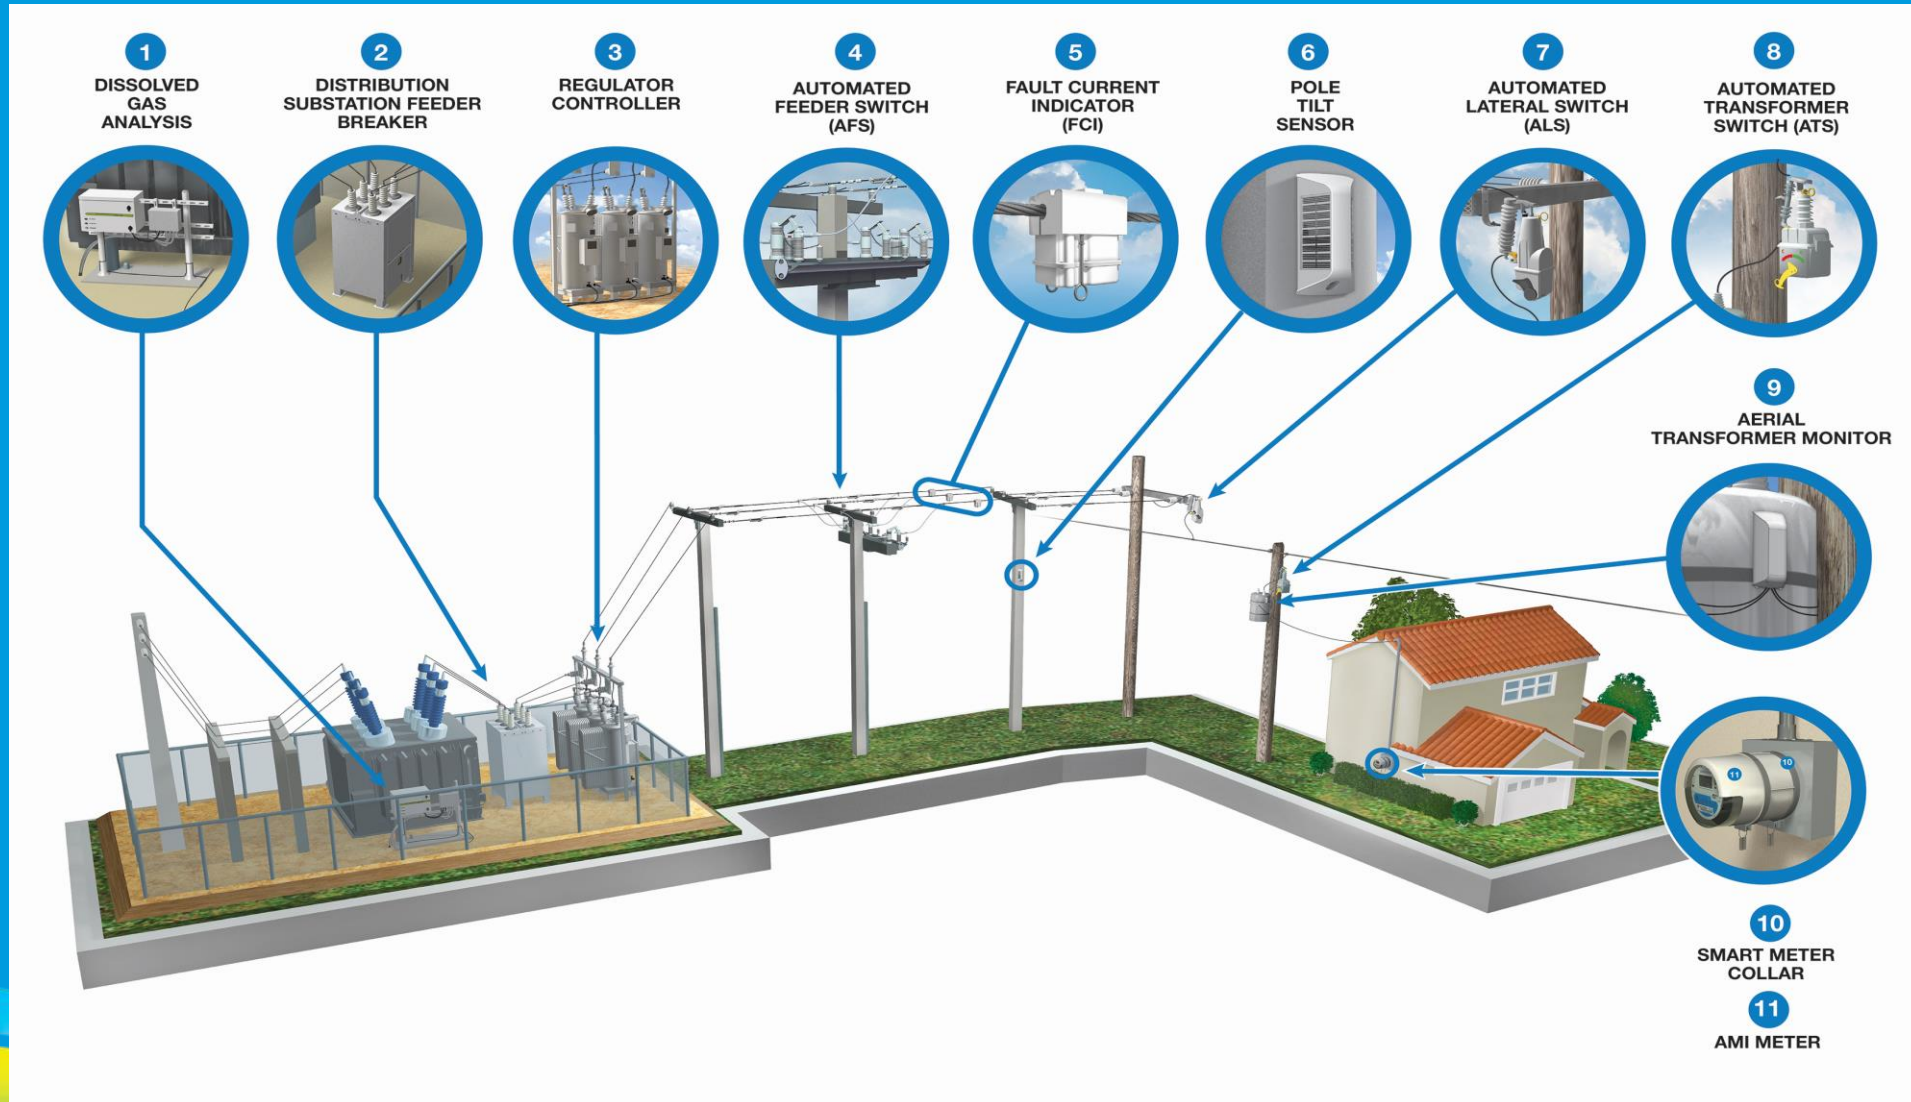 1
DISSOLVED
GAS
ANALYSIS
2
DISTRIBUTION
SUBSTATION FEEDER
BREAKER
3
REGULATOR
CONTROLLER
4
AUTOMATED
FEEDER SWITCH
(AFS)
5
FAULT CURRENT
INDICATOR
(FCI)
6
POLE
TILT
SENSOR
7
AUTOMATED
LATERAL SWITCH
(ALS)
8
AUTOMATED
TRANSFORMER
SWITCH (ATS)
9
AERIAL
TRANSFORMER MONITOR
11
10
10
SMART METER
COLLAR
11
AMI METER